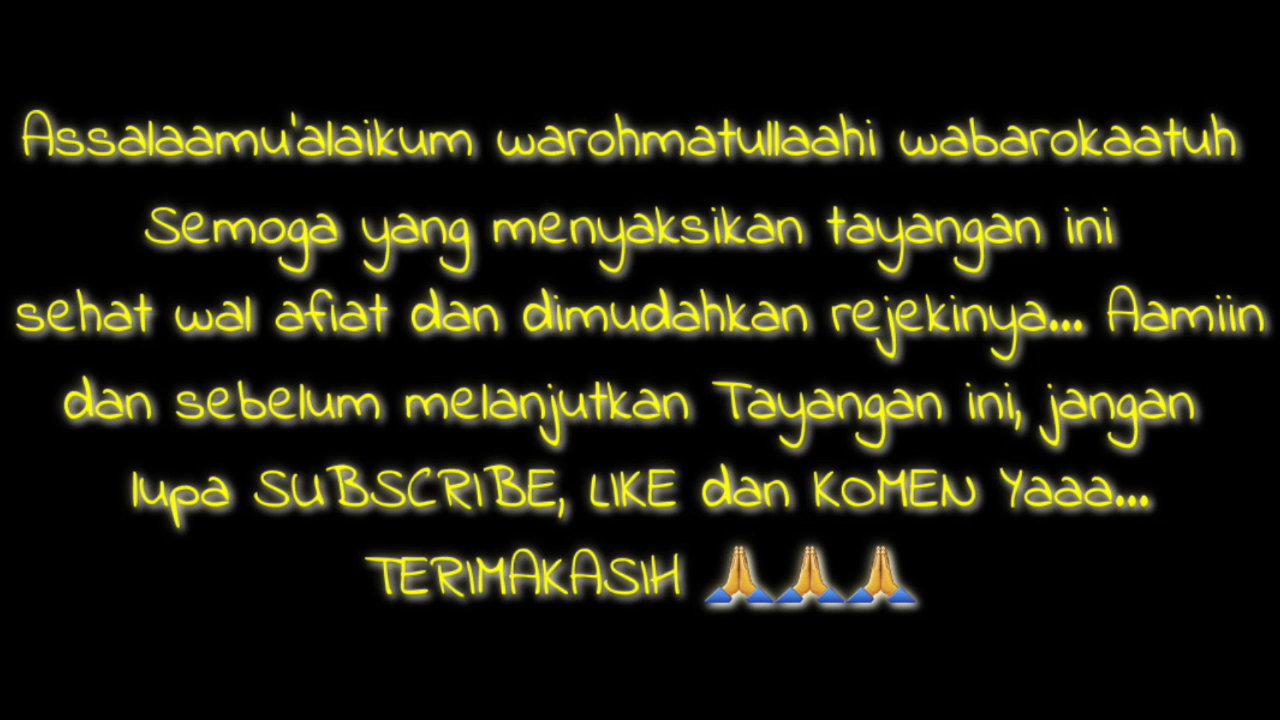 Assalaamu'alaikum warohmatullaahi wabarokaatuh
Semoga yang menyaksikan tayangan ini
sehat wal afiat dan dimudahkan rejekinya... Aamiin
dan sebelum melanjutkan Tayangan ini, jangan
lupa SUBSCRIBE, LIKE dan KOMEN Yaaa...
TERIMAKASIH 🙏🙏🙏